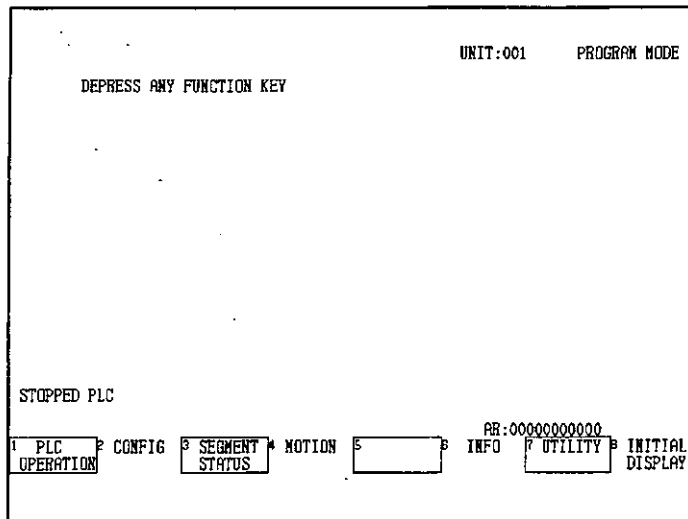 UNIT:001 PROGRAM MODE
DEPRESS ANY FUNCTION KEY
STOPPED PLC
AR:00000000000
1 PLC OPERATION
2 CONFIG
3 SEGMENT STATUS
4 MOTION
5
6 INFO
7 UTILITY
8 INITIAL DISPLAY